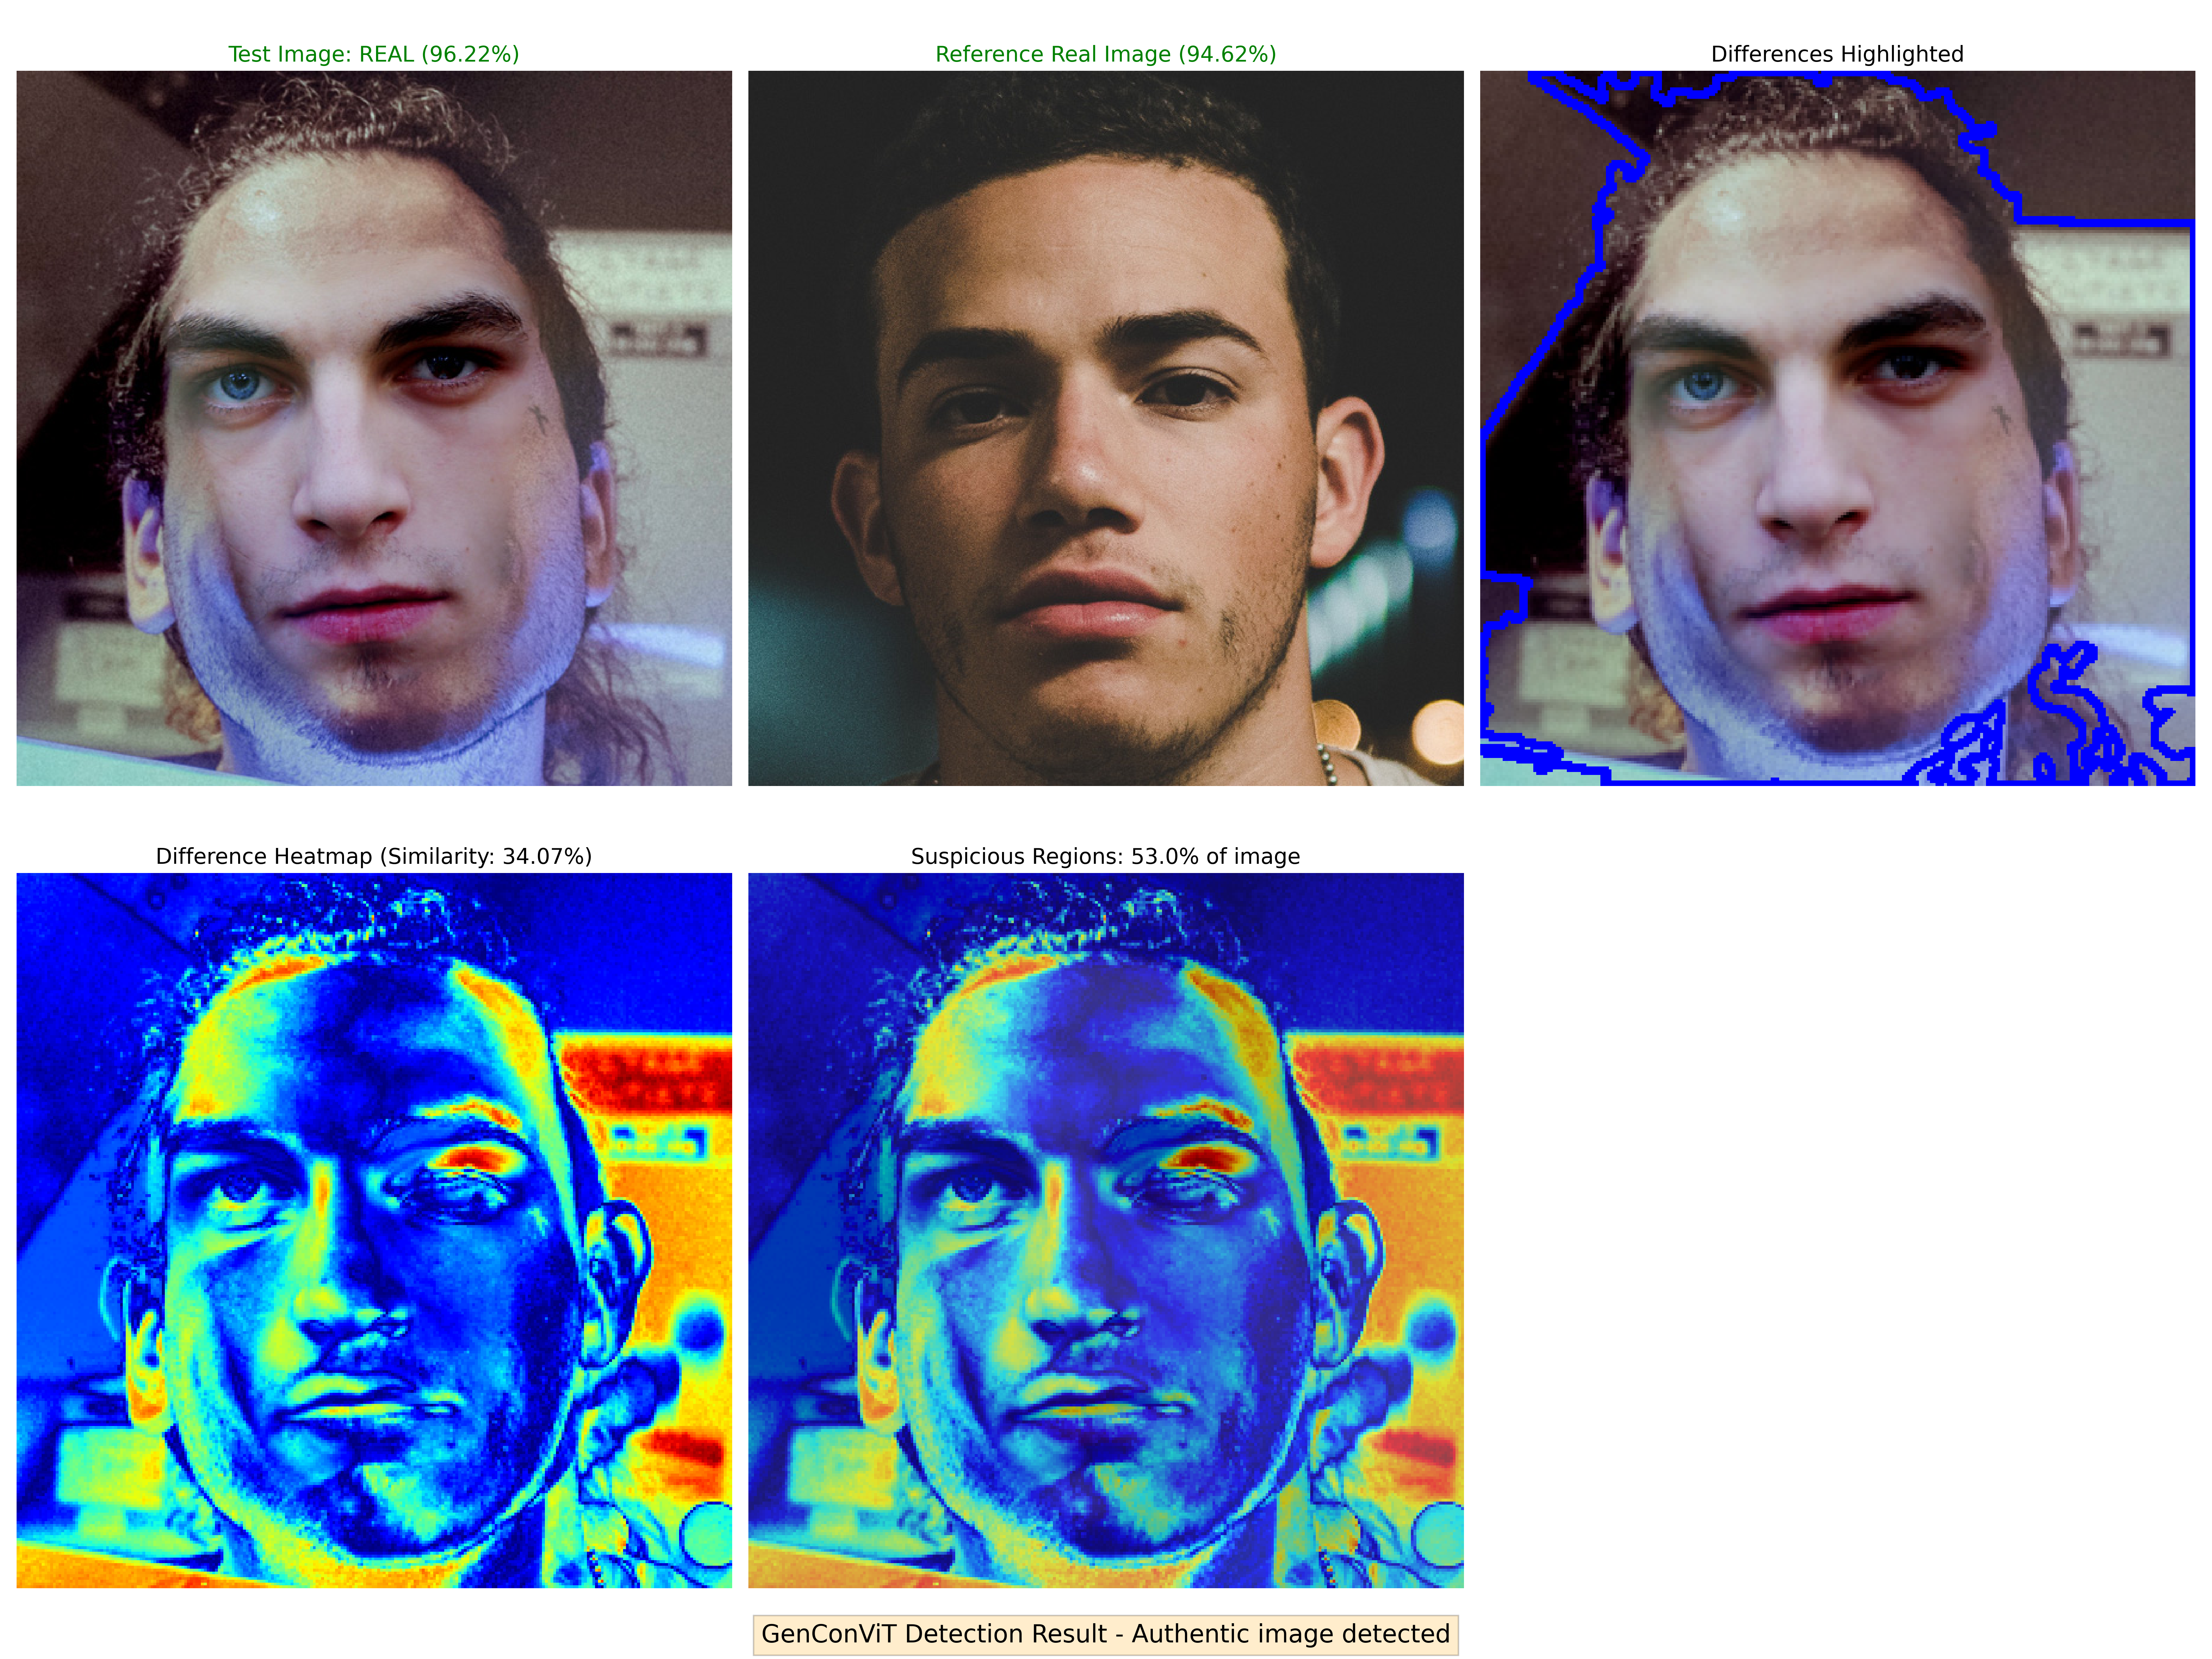 Test Image: REAL (96.22%)
Reference Real Image (94.62%)
Differences Highlighted
Difference Heatmap (Similarity: 34.07%)
Suspicious Regions: 53.0% of image
GenConViT Detection Result - Authentic image detected